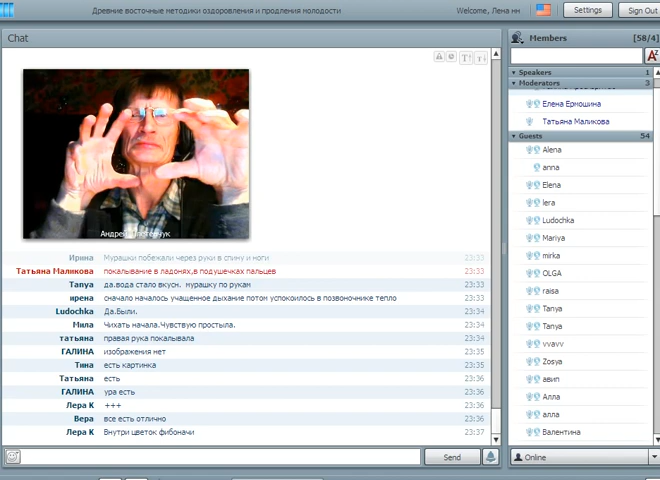 Древние восточные методики оздоровления и продления молодости
Welcome, Лена нн
Settings
Sign Out
Chat
Андрей
Ирина Мурашки побежали через руки в спину и ноги 23:33
Татьяна Маликова покалывание в ладонях,в подушечках пальцев 23:33
Tanya да.вода стало вкусн. мурашку по рукам 23:33
ирена сначало началось учащенное дыхание потом успокоилось в позвоночнике тепло 23:33
Ludochka Да.Были. 23:34
Мила Чихать начала.Чувствую простыла. 23:34
татьяна правая рука покалывала 23:34
ГАЛИНА изображения нет 23:35
Тина есть картинка 23:35
Татьяна есть 23:36
ГАЛИНА ура есть 23:36
Лера К +++ 23:36
Вера все есть отлично 23:36
Лера К Внутри цветок фибоначи 23:37
Send
Members [58/4]
Speakers 1
Moderators 3
Елена Ермошина
Татьяна Маликова
Guests 54
Alena
anna
Elena
lera
Ludochka
Mariya
mirka
OLGA
raisa
Tanya
Tanya
vvavv
Zosya
авип
Алла
алла
Валентина
Online